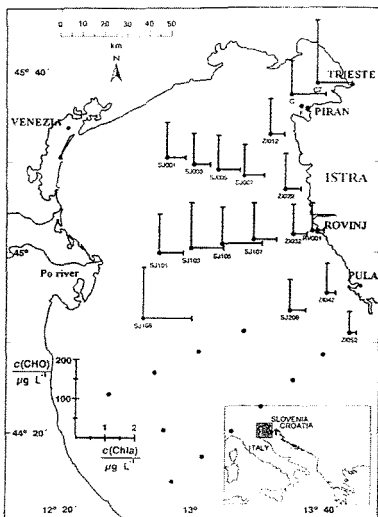 0 10 20 30 40 50
km
N
45° 40'
TRIESTE
CZ
C
PIRAN
VENEZIA
ZI012
SJ001
SJ003
SJ005
SJ007
ISTRA
ROVINJ
RV001
ZI032
SJ101
SJ103
SJ105
SJ107
45°
Po river
PULA
ZI042
SJ108
SJ209
ZI052
c(CHO)
µg L⁻¹
200
100
0 1 2
c(Chla)
µg L⁻¹
SLOVENIA
CROATIA
ITALY
44° 20'
12° 20'
13°
13° 40'